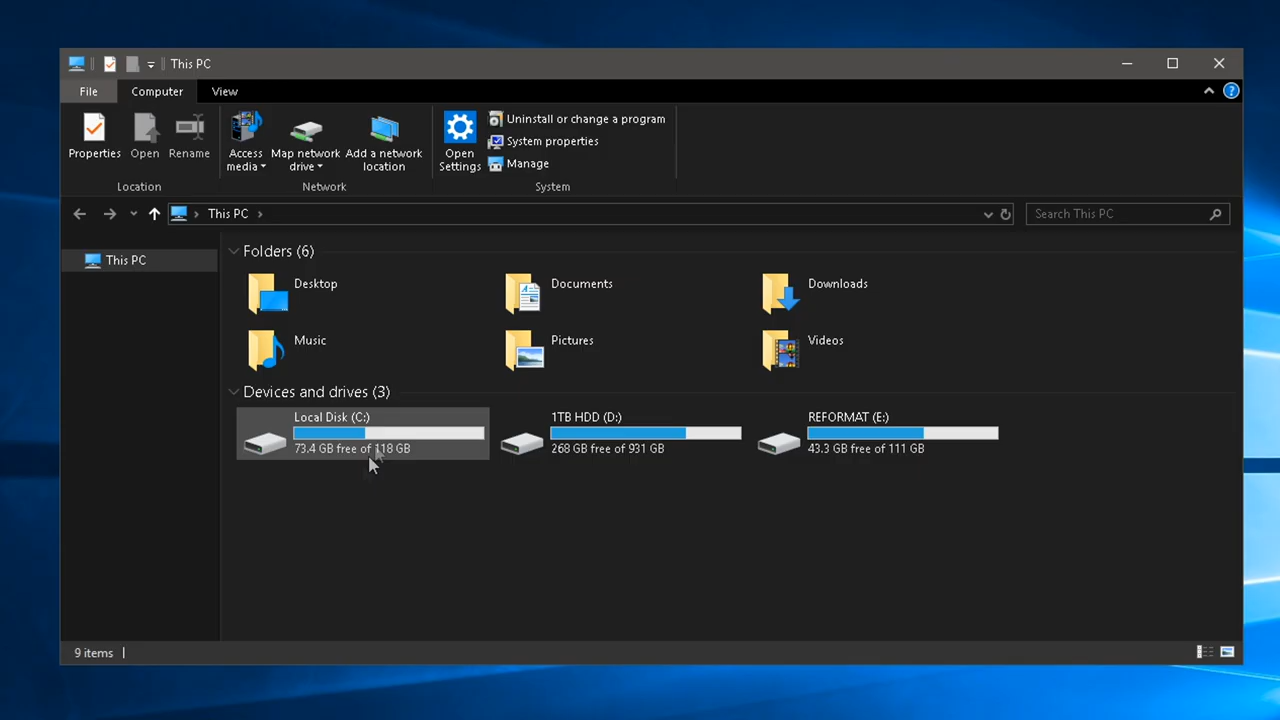 This PC
File
Computer
View
Properties
Open
Rename
Access media
Map network drive
Add a network location
Open Settings
Uninstall or change a program
System properties
Manage
Location
Network
System
This PC
Search This PC
This PC
Folders (6)
Desktop
Documents
Downloads
Music
Pictures
Videos
Devices and drives (3)
Local Disk (C:)
73.4 GB free of 118 GB
1TB HDD (D:)
268 GB free of 931 GB
REFORMAT (E:)
43.3 GB free of 111 GB
9 items